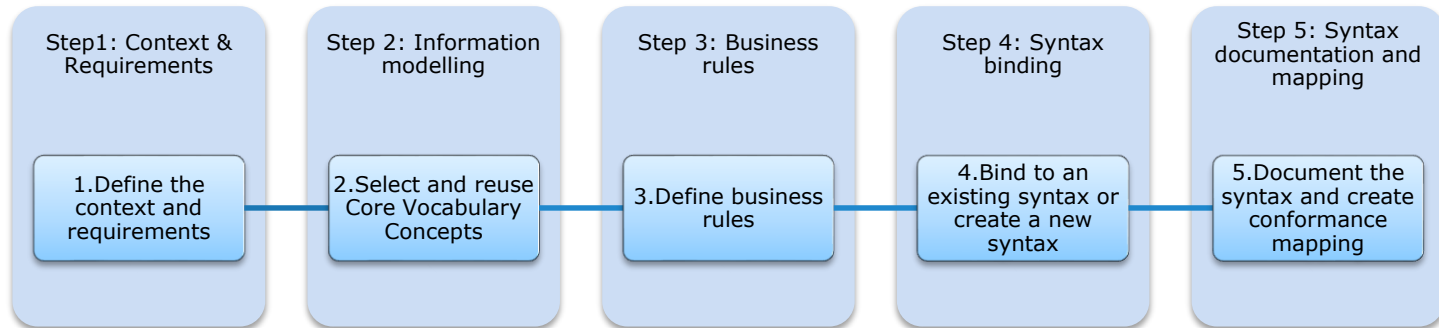 Step1: Context &
Requirements
1.Define the
context and
requirements
Step 2: Information
modelling
2.Select and reuse
Core Vocabulary
Concepts
Step 3: Business
rules
3.Define business
rules
Step 4: Syntax
binding
4.Bind to an
existing syntax or
create a new
syntax
Step 5: Syntax
documentation and
mapping
5.Document the
syntax and create
conformance
mapping